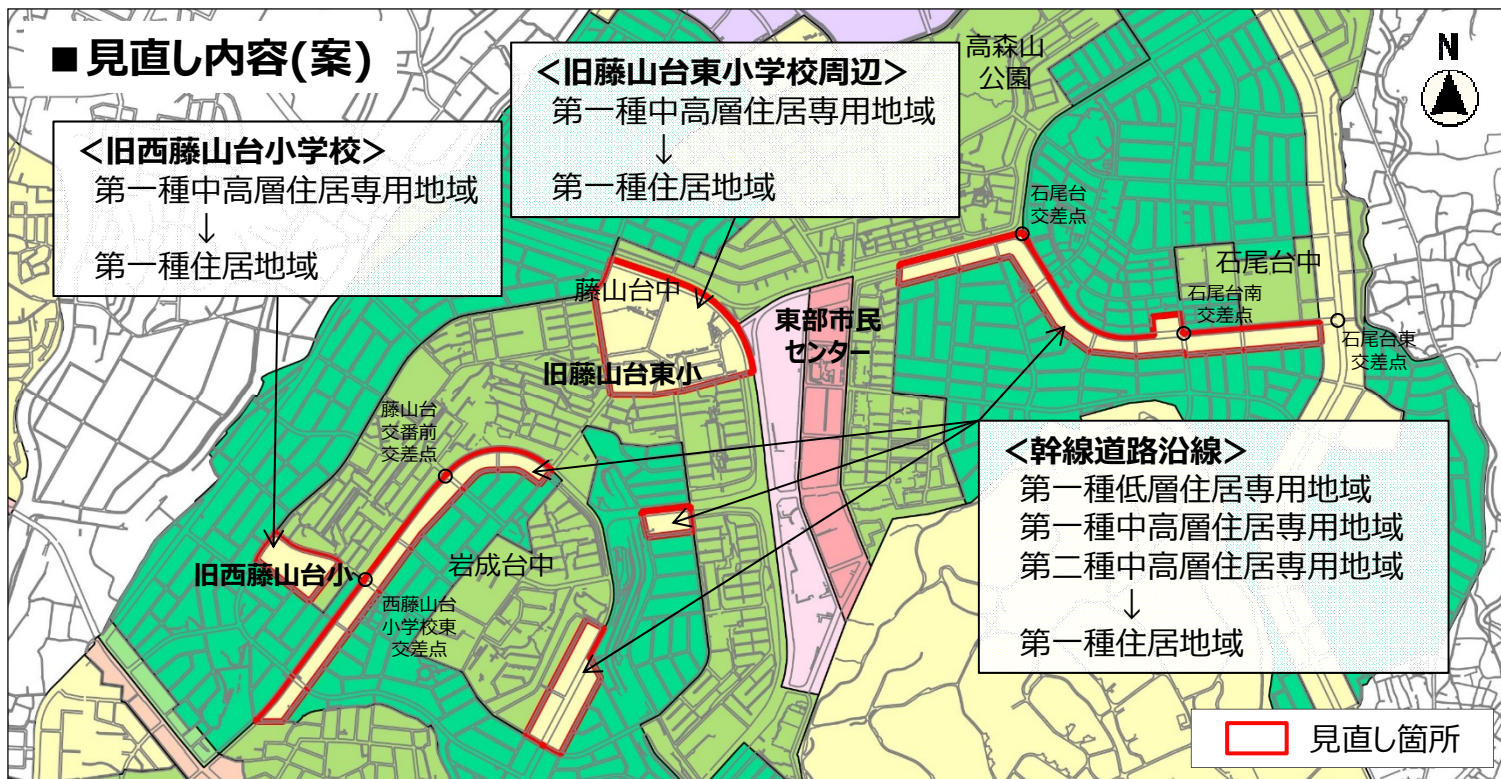 ■見直し内容(案)
<旧藤山台東小学校周辺>
第一種中高層住居専用地域
↓
第一種住居地域
<旧西藤山台小学校>
第一種中高層住居専用地域
↓
第一種住居地域
高森山
公園
N
石尾台
交差点
石尾台中
石尾台南
交差点
石尾台東
交差点
藤山台中
東部市民
センター
旧藤山台東小
藤山台
交番前
交差点
旧西藤山台小
岩成台中
西藤山台
小学校東
交差点
<幹線道路沿線>
第一種低層住居専用地域
第一種中高層住居専用地域
第二種中高層住居専用地域
↓
第一種住居地域
見直し箇所